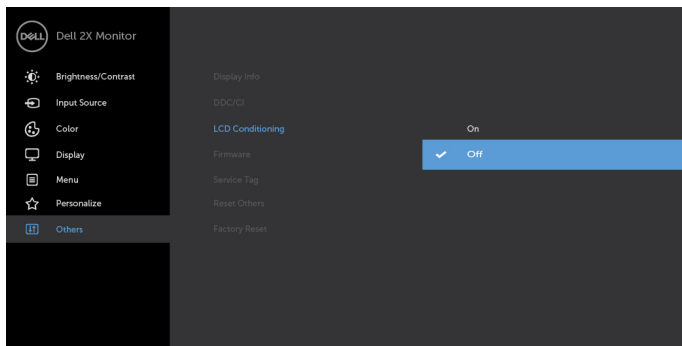 DELL Dell 2X Monitor
Brightness/Contrast
Input Source
Color
Display
Menu
Personalize
Others
Display Info
DDC/CI
LCD Conditioning
Firmware
Service Tag
Reset Others
Factory Reset
On
Off